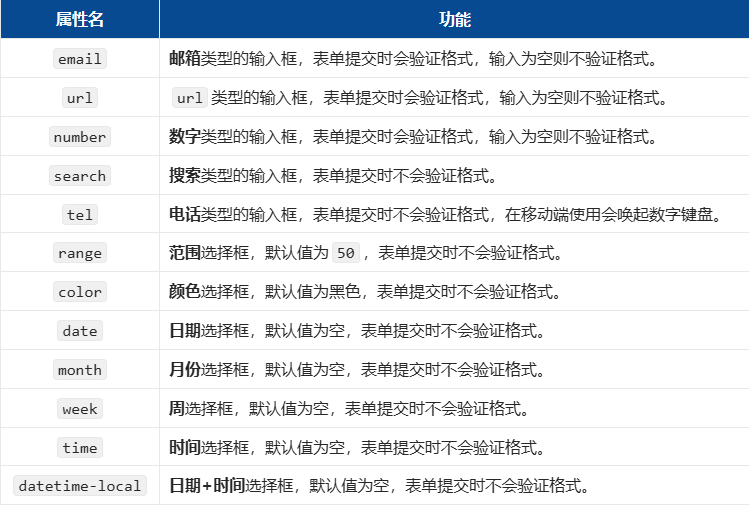 属性名 功能
email 邮箱类型的输入框，表单提交时会验证格式，输入为空则不验证格式。
url url 类型的输入框，表单提交时会验证格式，输入为空则不验证格式。
number 数字类型的输入框，表单提交时会验证格式，输入为空则不验证格式。
search 搜索类型的输入框，表单提交时不会验证格式。
tel 电话类型的输入框，表单提交时不会验证格式，在移动端使用会唤起数字键盘。
range 范围选择框，默认值为 50 ，表单提交时不会验证格式。
color 颜色选择框，默认值为黑色，表单提交时不会验证格式。
date 日期选择框，默认值为空，表单提交时不会验证格式。
month 月份选择框，默认值为空，表单提交时不会验证格式。
week 周选择框，默认值为空，表单提交时不会验证格式。
time 时间选择框，默认值为空，表单提交时不会验证格式。
datetime-local 日期+时间选择框，默认值为空，表单提交时不会验证格式。